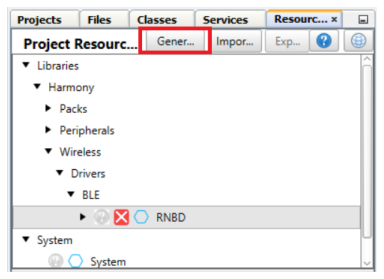 Projects Files Classes Services Resourc... ×
Project Resourc... Gener... Impor... Exp... ?
Libraries
Harmony
Packs
Peripherals
Wireless
Drivers
BLE
RNBD
System
System